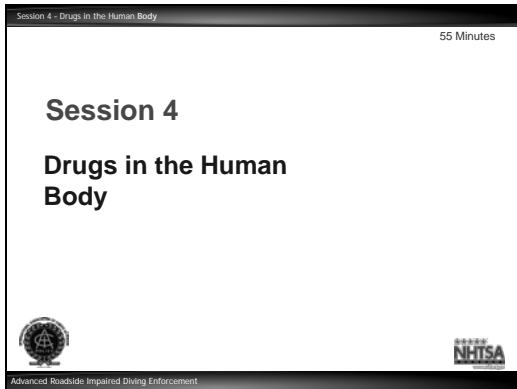 Session 4 - Drugs in the Human Body
55 Minutes
Session 4
Drugs in the Human
Body
NHTSA
Advanced Roadside Impaired Diving Enforcement